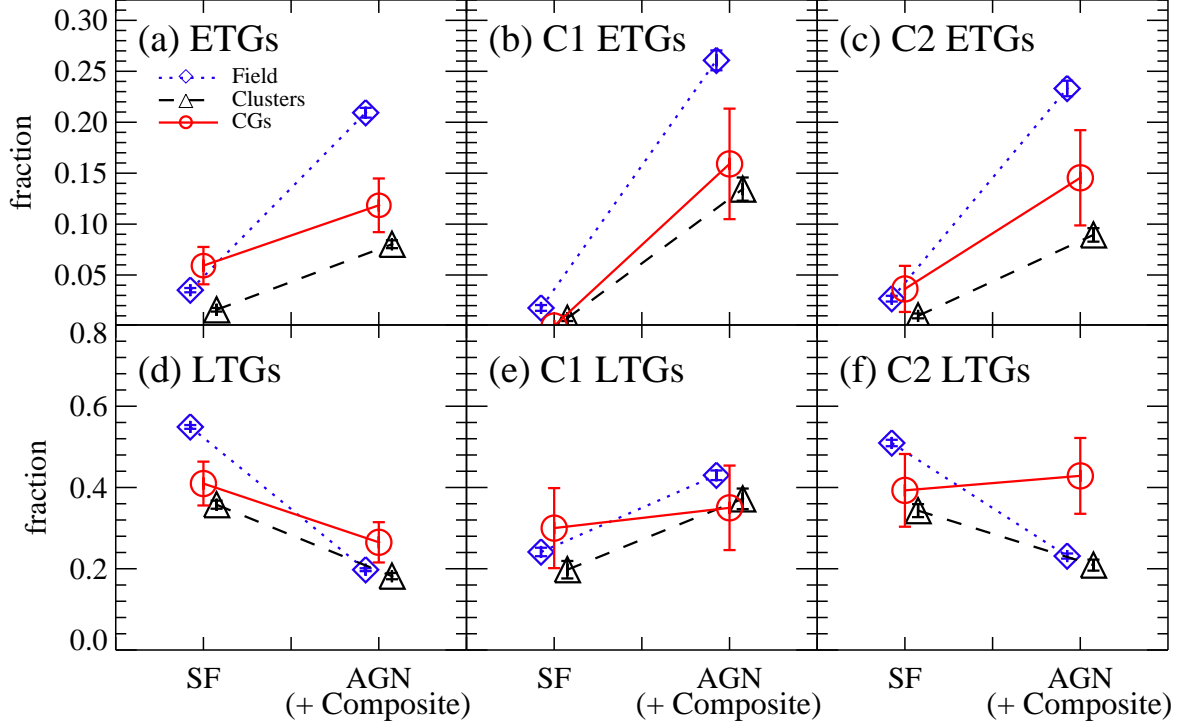 (a) ETGs
(b) C1 ETGs
(c) C2 ETGs
Field
Clusters
CGs
fraction
0.30
0.25
0.20
0.15
0.10
0.05
(d) LTGs
(e) C1 LTGs
(f) C2 LTGs
fraction
0.8
0.6
0.4
0.2
0.0
SF
AGN
(+ Composite)
SF
AGN
(+ Composite)
SF
AGN
(+ Composite)